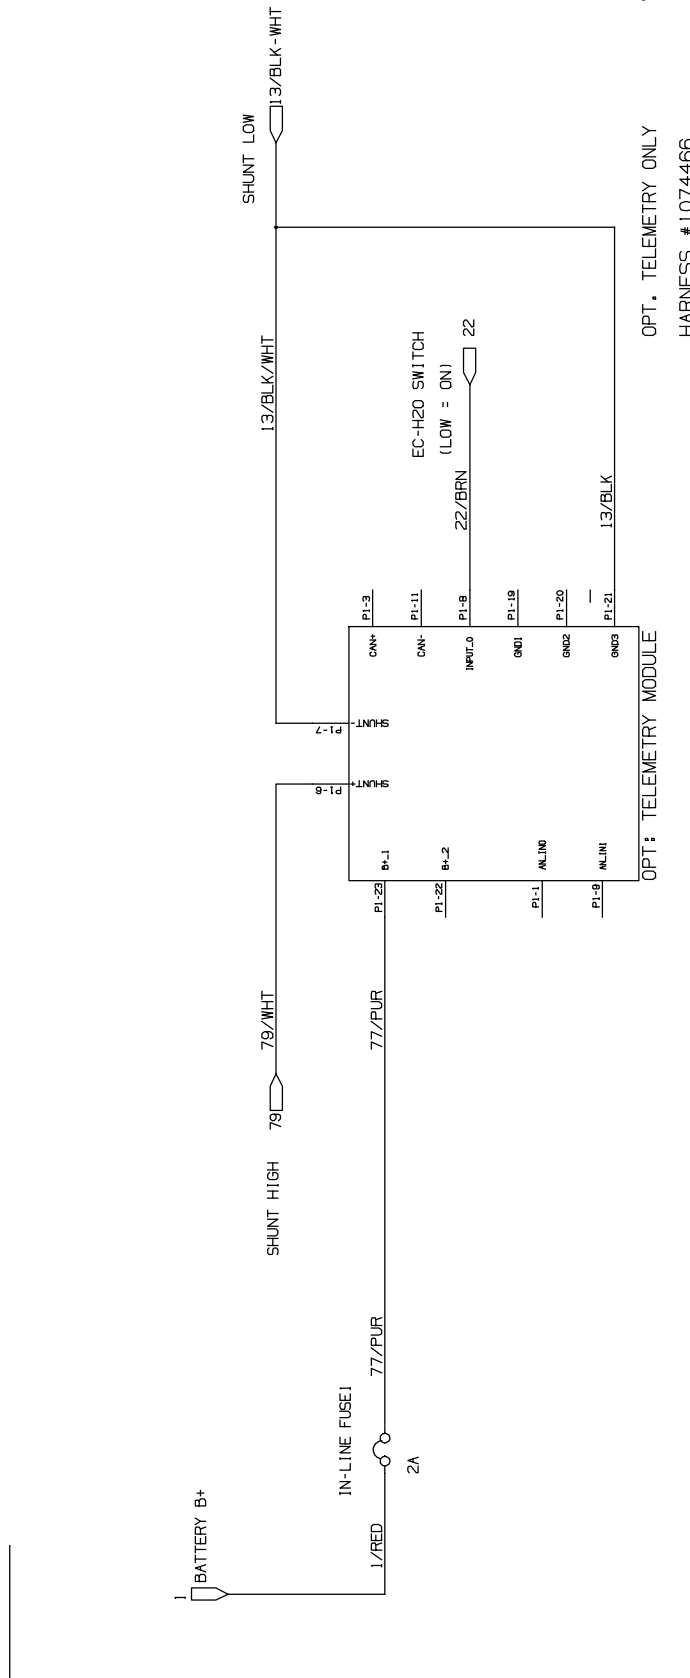 1
BATTERY B+
1/RED
IN-LINE FUSE1
2A
77/PUR
77/PUR
SHUNT HIGH
79
79/WHT
P1-6
SHUNT+
P1-7
SHUNT-
13/BLK/WHT
SHUNT LOW
13/BLK-WHT
P1-23
B+_1
P1-22
B+_2
P1-1
AN_IN0
P1-9
AN_IN1
CAN+
P1-3
CAN-
P1-11
INPUT_0
P1-8
GND1
P1-19
GND2
P1-20
GND3
P1-21
22/BRN
EC-H2O SWITCH
(LOW = ON)
22
13/BLK
OPT. TELEMETRY MODULE
OPT. TELEMETRY ONLY
HARNESS #1074466